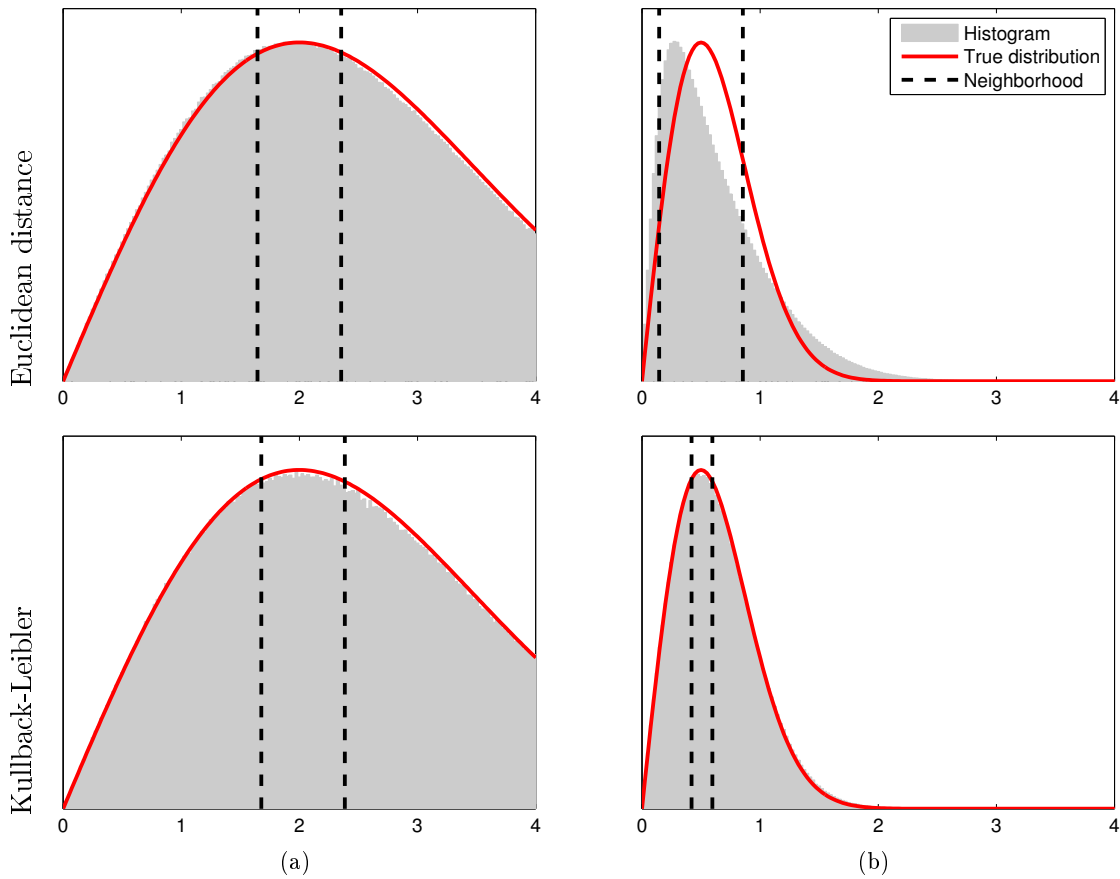 Histogram
True distribution
Neighborhood
Euclidean distance
0 1 2 3 4
0 1 2 3 4
Kullback-Leibler
0 1 2 3 4
0 1 2 3 4
(a)
(b)